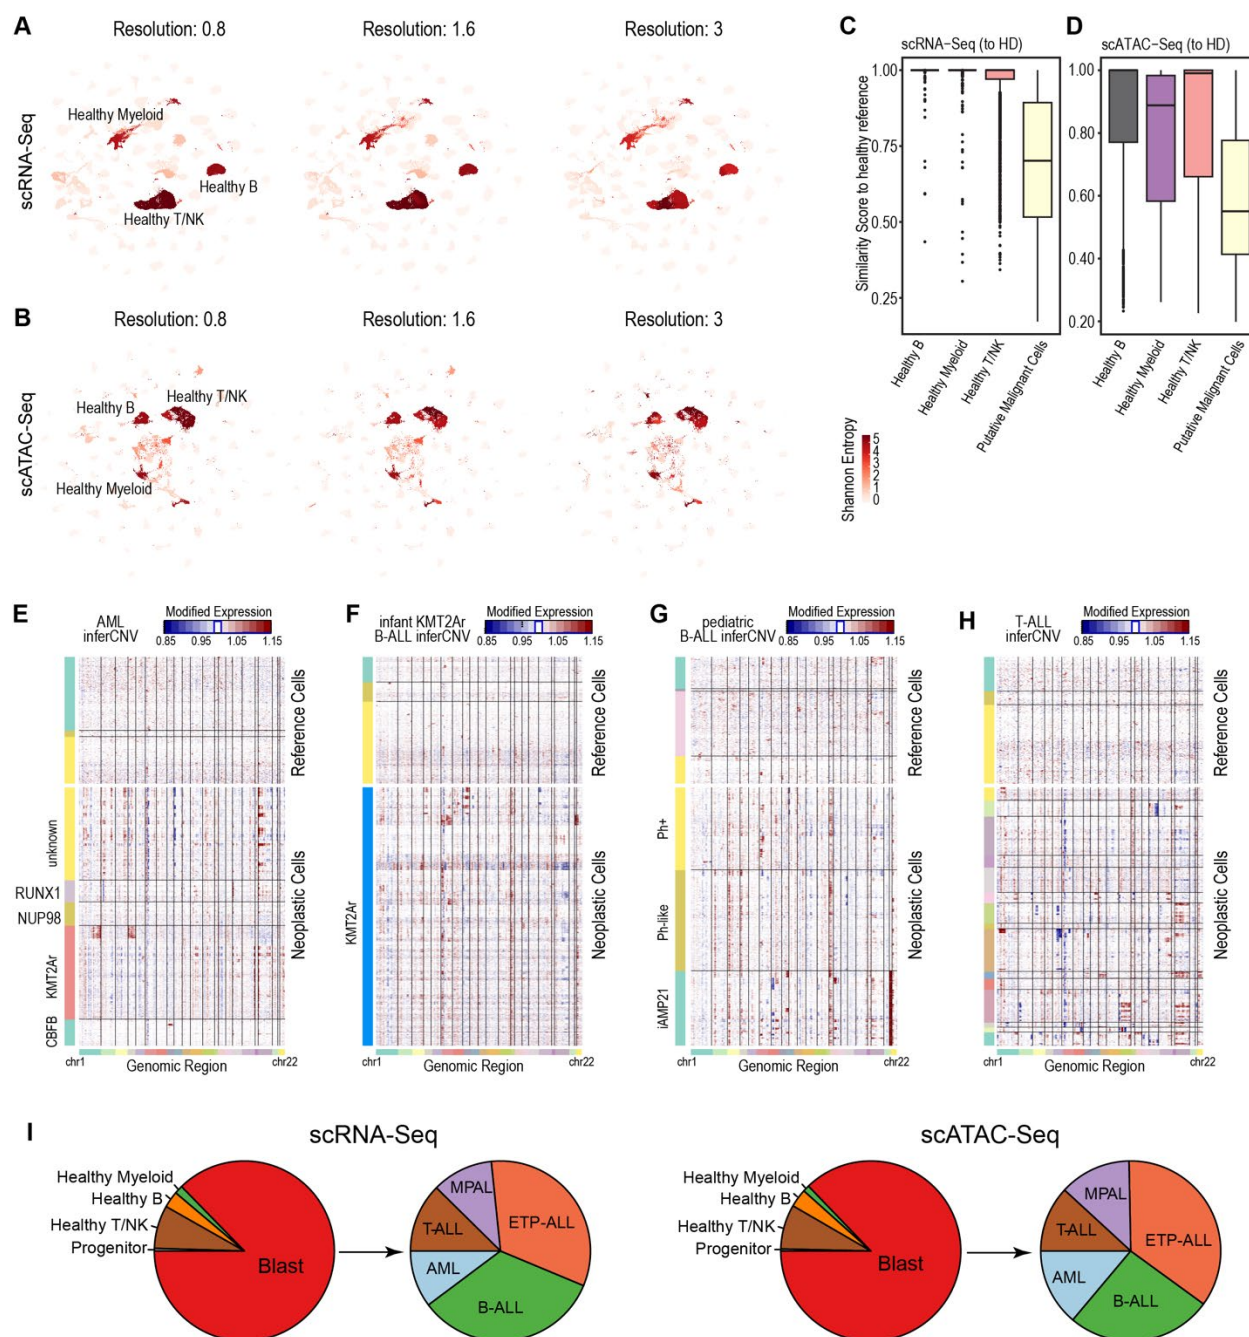 A
Resolution: 0.8
Resolution: 1.6
Resolution: 3
scRNA-Seq
Healthy Myeloid
Healthy B
Healthy T/NK
B
Resolution: 0.8
Resolution: 1.6
Resolution: 3
scATAC-Seq
Healthy B
Healthy T/NK
Healthy Myeloid
Shannon Entropy
5
4
3
2
1
0
C
scRNA-Seq (to HD)
Similarity Score to healthy reference
1.00
0.75
0.50
0.25
Healthy B
Healthy Myeloid
Healthy T/NK
Putative Malignant Cells
D
scATAC-Seq (to HD)
1.00
0.80
0.60
0.40
0.20
Healthy B
Healthy Myeloid
Healthy T/NK
Putative Malignant Cells
E
AML
inferCNV
Modified Expression
0.85 0.95 1.00 1.15
Reference Cells
Neoplastic Cells
unknown
RUNX1
NUP98
KMT2Ar
CBFB
chr1
Genomic Region
chr22
F
infant KMT2Ar
B-ALL inferCNV
Modified Expression
0.85 0.95 1.00 1.15
Reference Cells
Neoplastic Cells
KMT2Ar
chr1
Genomic Region
chr22
G
pediatric
B-ALL inferCNV
Modified Expression
0.85 0.95 1.00 1.15
Reference Cells
Neoplastic Cells
Ph+
Ph-like
iAMP21
chr1
Genomic Region
chr22
H
T-ALL
inferCNV
Modified Expression
0.85 0.95 1.00 1.15
Reference Cells
Neoplastic Cells
chr1
Genomic Region
chr22
I
scRNA-Seq
Healthy Myeloid
Healthy B
Healthy T/NK
Progenitor
Blast
MPAL
ETP-ALL
T-ALL
AML
B-ALL
scATAC-Seq
Healthy Myeloid
Healthy B
Healthy T/NK
Progenitor
Blast
MPAL
ETP-ALL
T-ALL
AML
B-ALL